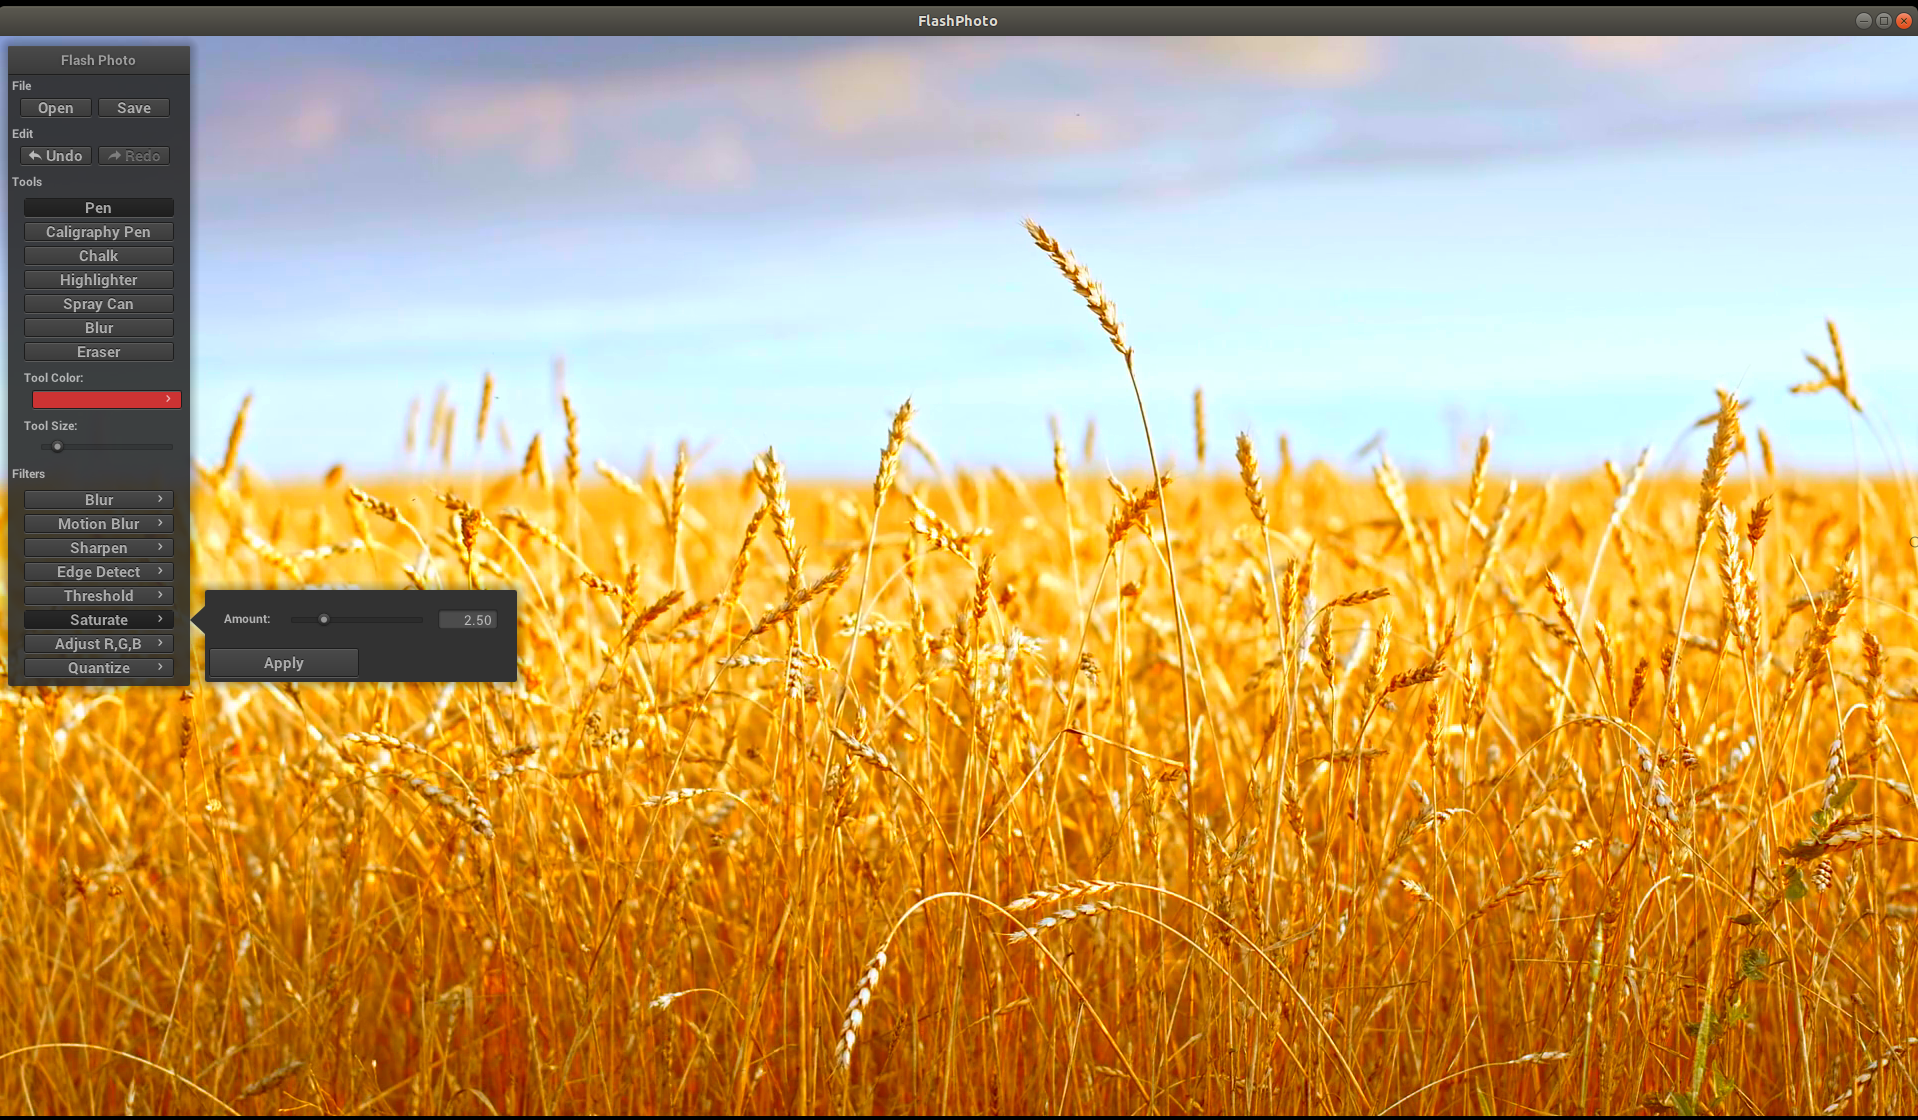 FlashPhoto
Flash Photo
File
Open Save
Edit
Undo Redo
Tools
Pen
Caligraphy Pen
Chalk
Highlighter
Spray Can
Blur
Eraser
Tool Color:
Tool Size:
Filters
Blur
Motion Blur
Sharpen
Edge Detect
Threshold
Saturate
Adjust R,G,B
Quantize
Amount: 2.50
Apply